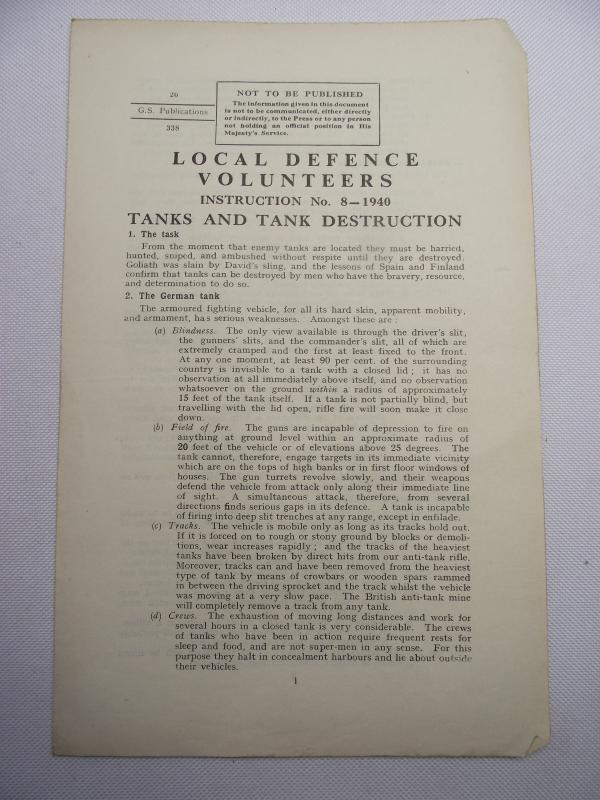 20
G.S. Publications
338
NOT TO BE PUBLISHED
The information given in this document
is not to be communicated, either directly
or indirectly, to the Press or to any person
not holding an official position in His
Majesty's Service.
LOCAL DEFENCE
VOLUNTEERS
INSTRUCTION No. 8—1940
TANKS AND TANK DESTRUCTION
1. The task
From the moment that enemy tanks are located they must be harried,
hunted, sniped, and ambushed without respite until they are destroyed.
Goliath was slain by David's sling, and the lessons of Spain and Finland
confirm that tanks can be destroyed by men who have the bravery, resource,
and determination to do so.
2. The German tank
The armoured fighting vehicle, for all its hard skin, apparent mobility,
and armament, has serious weaknesses. Amongst these are :
(a) Blindness. The only view available is through the driver's slit,
the gunners' slits, and the commander's slit, all of which are
extremely cramped and the first at least fixed to the front.
At any one moment, at least 90 per cent. of the surrounding
country is invisible to a tank with a closed lid ; it has no
observation at all immediately above itself, and no observation
whatsoever on the ground within a radius of approximately
15 feet of the tank itself. If a tank is not partially blind, but
travelling with the lid open, rifle fire will soon make it close
down.
(b) Field of fire. The guns are incapable of depression to fire on
anything at ground level within an approximate radius of
20 feet of the vehicle or of elevations above 25 degrees. The
tank cannot, therefore, engage targets in its immediate vicinity
which are on the tops of high banks or in first floor windows of
houses. The gun turrets revolve slowly, and their weapons
defend the vehicle from attack only along their immediate line
of sight. A simultaneous attack, therefore, from several
directions finds serious gaps in its defence. A tank is incapable
of firing into deep slit trenches at any range, except in enfilade.
(c) Tracks. The vehicle is mobile only as long as its tracks hold out.
If it is forced on to rough or stony ground by blocks or demoli-
tions, wear increases rapidly ; and the tracks of the heaviest
tanks have been broken by direct hits from our anti-tank rifle.
Moreover, tracks can and have been removed from the heaviest
type of tank by means of crowbars or wooden spars rammed
in between the driving sprocket and the track whilst the vehicle
was moving at a very slow pace. The British anti-tank mine
will completely remove a track from any tank.
(d) Crews. The exhaustion of moving long distances and work for
several hours in a closed tank is very considerable. The crews
of tanks who have been in action require frequent rests for
sleep and food, and are not super-men in any sense. For this
purpose they halt in concealment harbours and lie about outside
their vehicles.
1